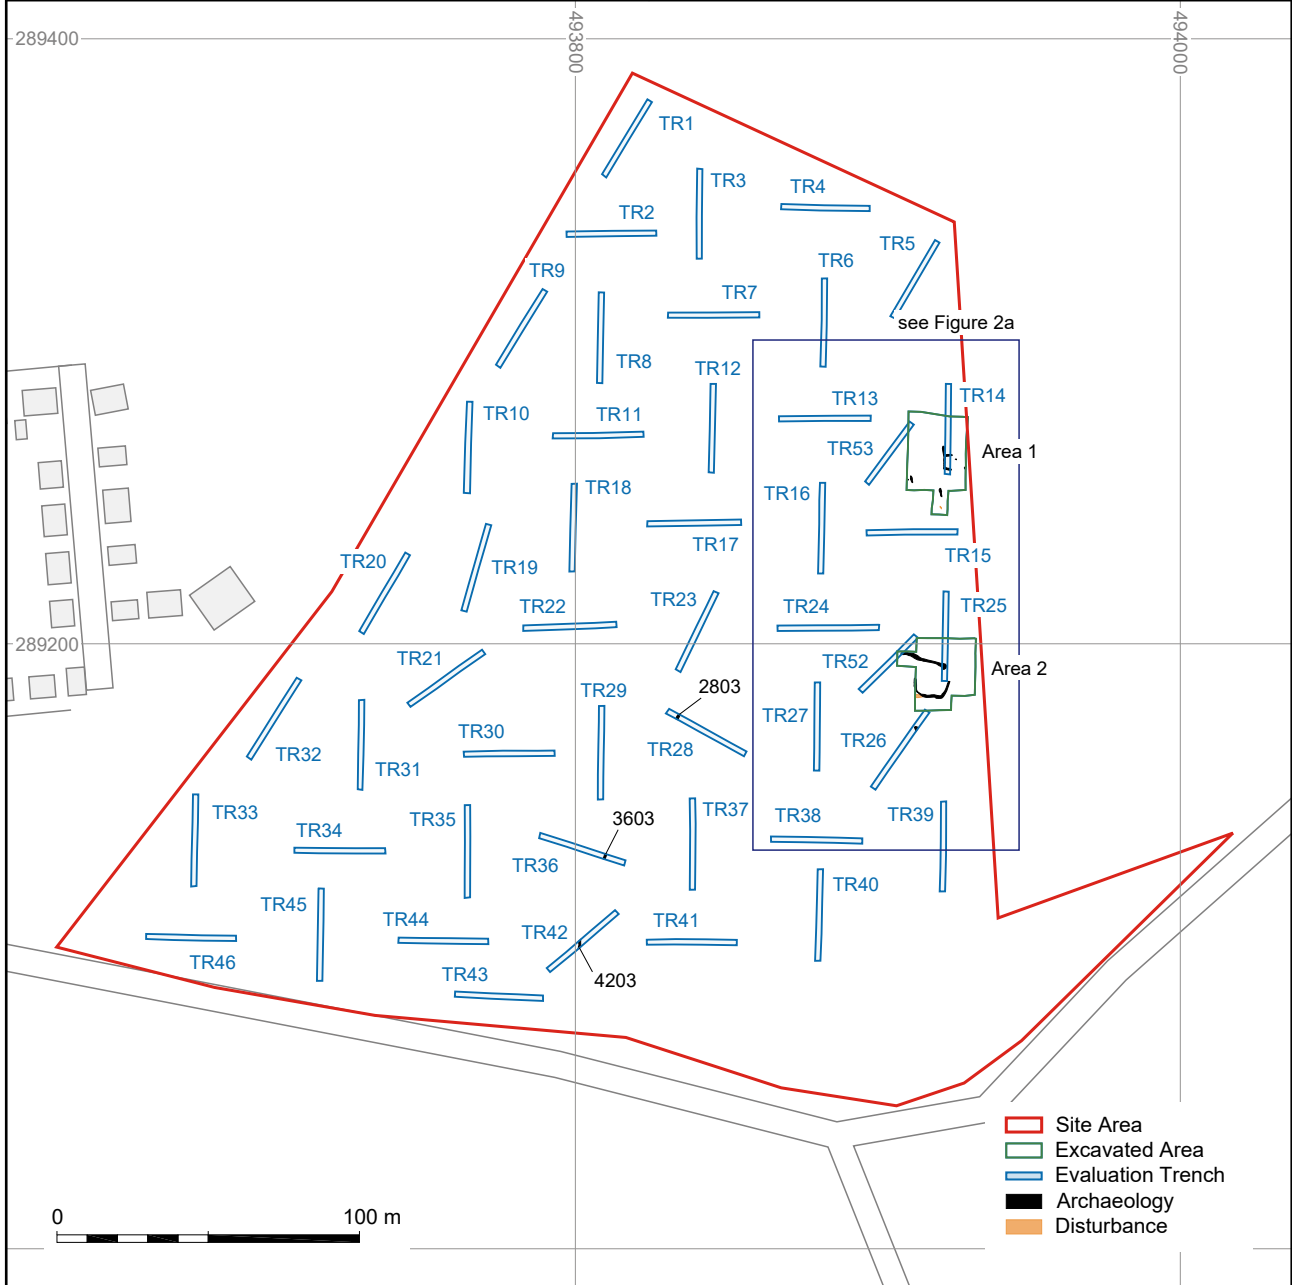 493800
494000
289400
TR1
TR3
TR4
TR2
TR5
TR6
TR9
TR7
see Figure 2a
TR8
TR12
TR14
TR13
TR10
TR11
TR53
Area 1
TR18
TR16
TR17
TR15
TR20
TR19
TR23
TR22
TR24
TR25
289200
TR21
TR52
Area 2
2803
TR29
TR27
TR30
TR28
TR26
TR32
TR31
TR33
TR35
3603
TR37
TR38
TR39
TR34
TR36
TR40
TR45
TR44
TR42
TR41
TR46
TR43
4203
Site Area
Excavated Area
Evaluation Trench
Archaeology
Disturbance
0
100 m